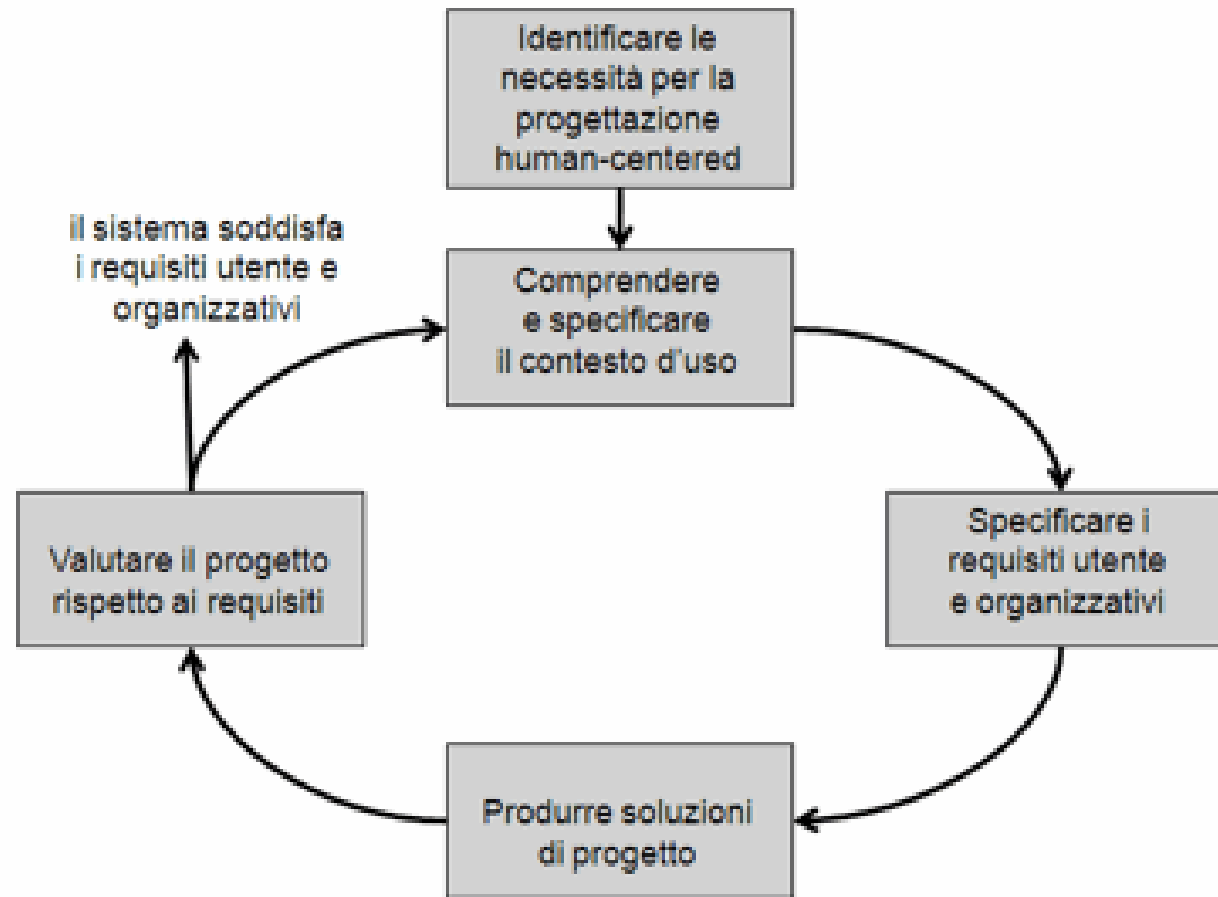 Identificare le
necessità per la
progettazione
human-centered
il sistema soddisfa
i requisiti utente e
organizzativi
Comprendere
e specificare
il contesto d'uso
Valutare il progetto
rispetto ai requisiti
Specificare i
requisiti utente
e organizzativi
Produrre soluzioni
di progetto